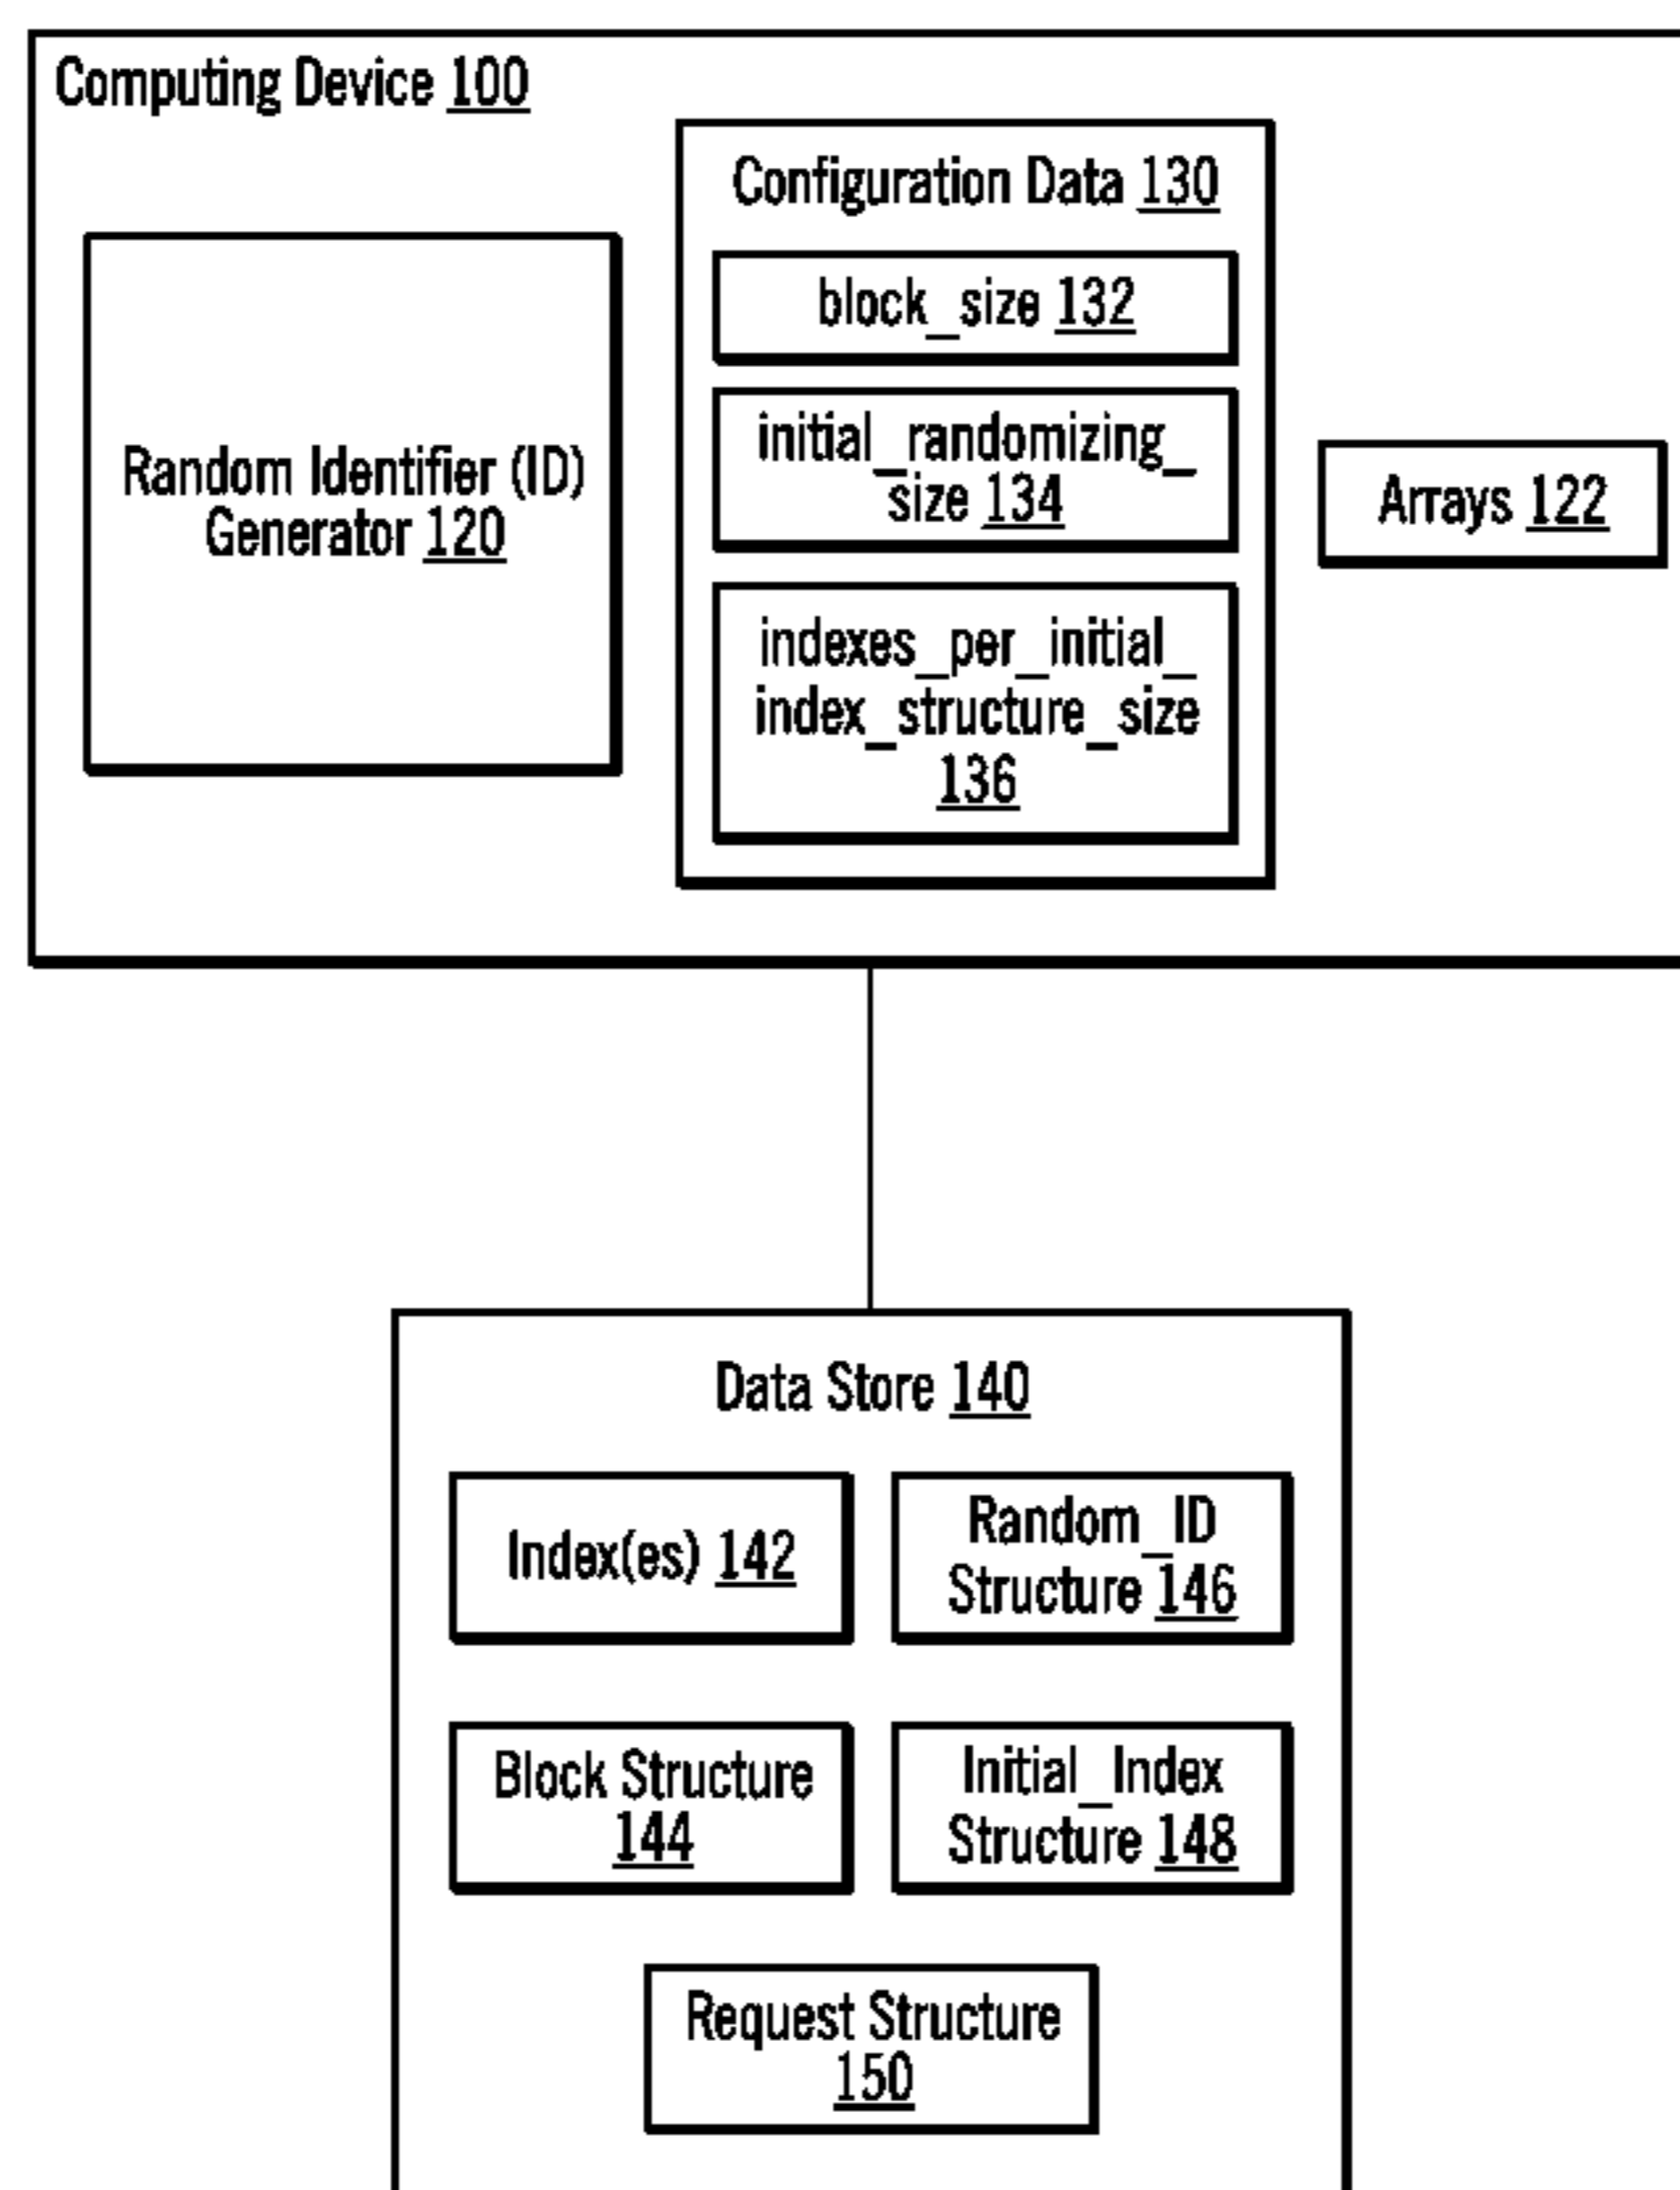 Computing Device 100
Random Identifier (ID)
Generator 120
Configuration Data 130
block_size 132
initial_randomizing_
size 134
indexes_per_initial_
index_structure_size
136
Arrays 122
Data Store 140
Index(es) 142
Random_ID
Structure 146
Block Structure
144
Initial_Index
Structure 148
Request Structure
150